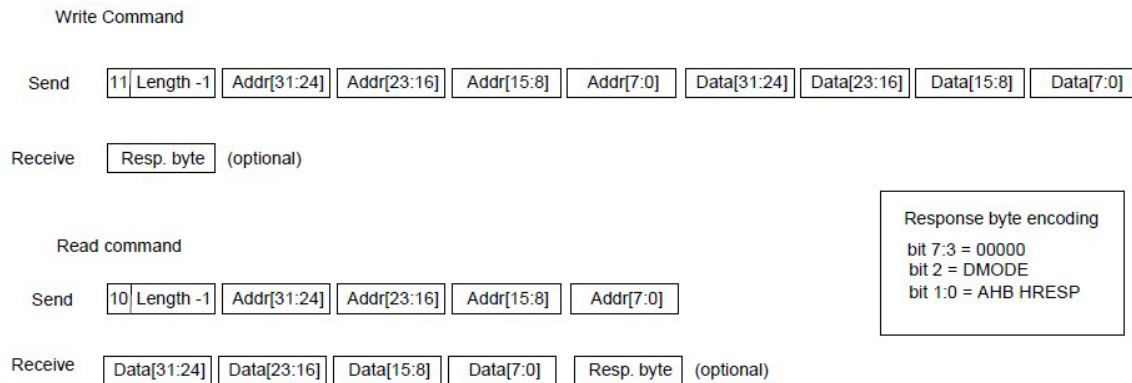 Write Command
Send 11 Length -1 Addr[31:24] Addr[23:16] Addr[15:8] Addr[7:0] Data[31:24] Data[23:16] Data[15:8] Data[7:0]
Receive Resp. byte (optional)
Response byte encoding
bit 7:3 = 00000
bit 2 = DMODE
bit 1:0 = AHB HRESP
Read command
Send 10 Length -1 Addr[31:24] Addr[23:16] Addr[15:8] Addr[7:0]
Receive Data[31:24] Data[23:16] Data[15:8] Data[7:0] Resp. byte (optional)